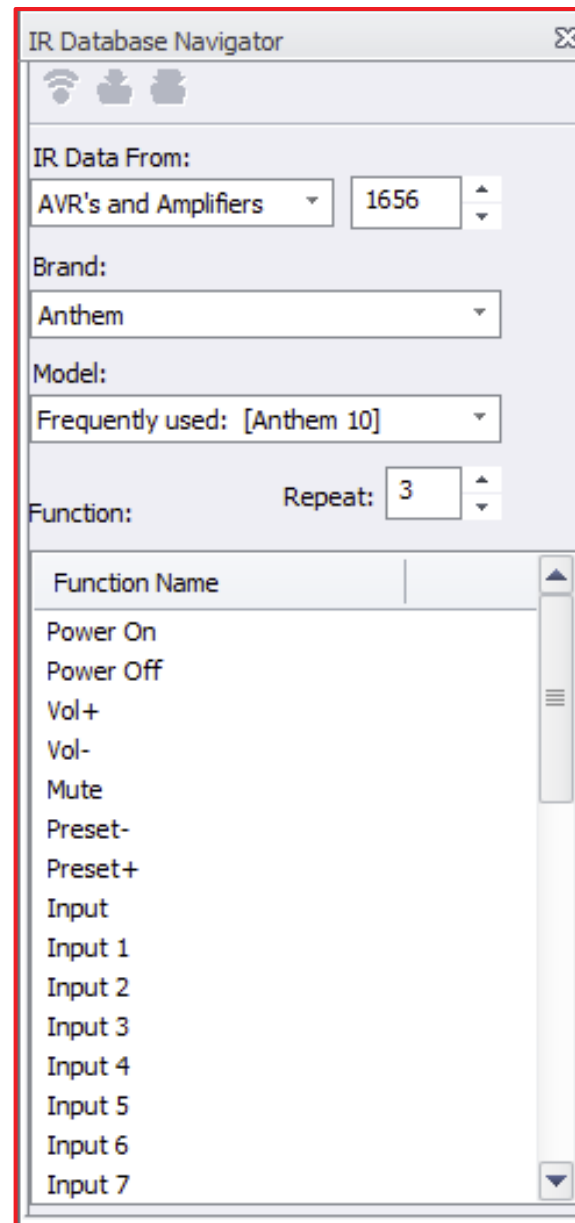 IR Database Navigator
IR Data From:
AVR's and Amplifiers 1656
Brand:
Anthem
Model:
Frequently used: [Anthem 10]
Function: Repeat: 3
Function Name
Power On
Power Off
Vol+
Vol-
Mute
Preset-
Preset+
Input
Input 1
Input 2
Input 3
Input 4
Input 5
Input 6
Input 7